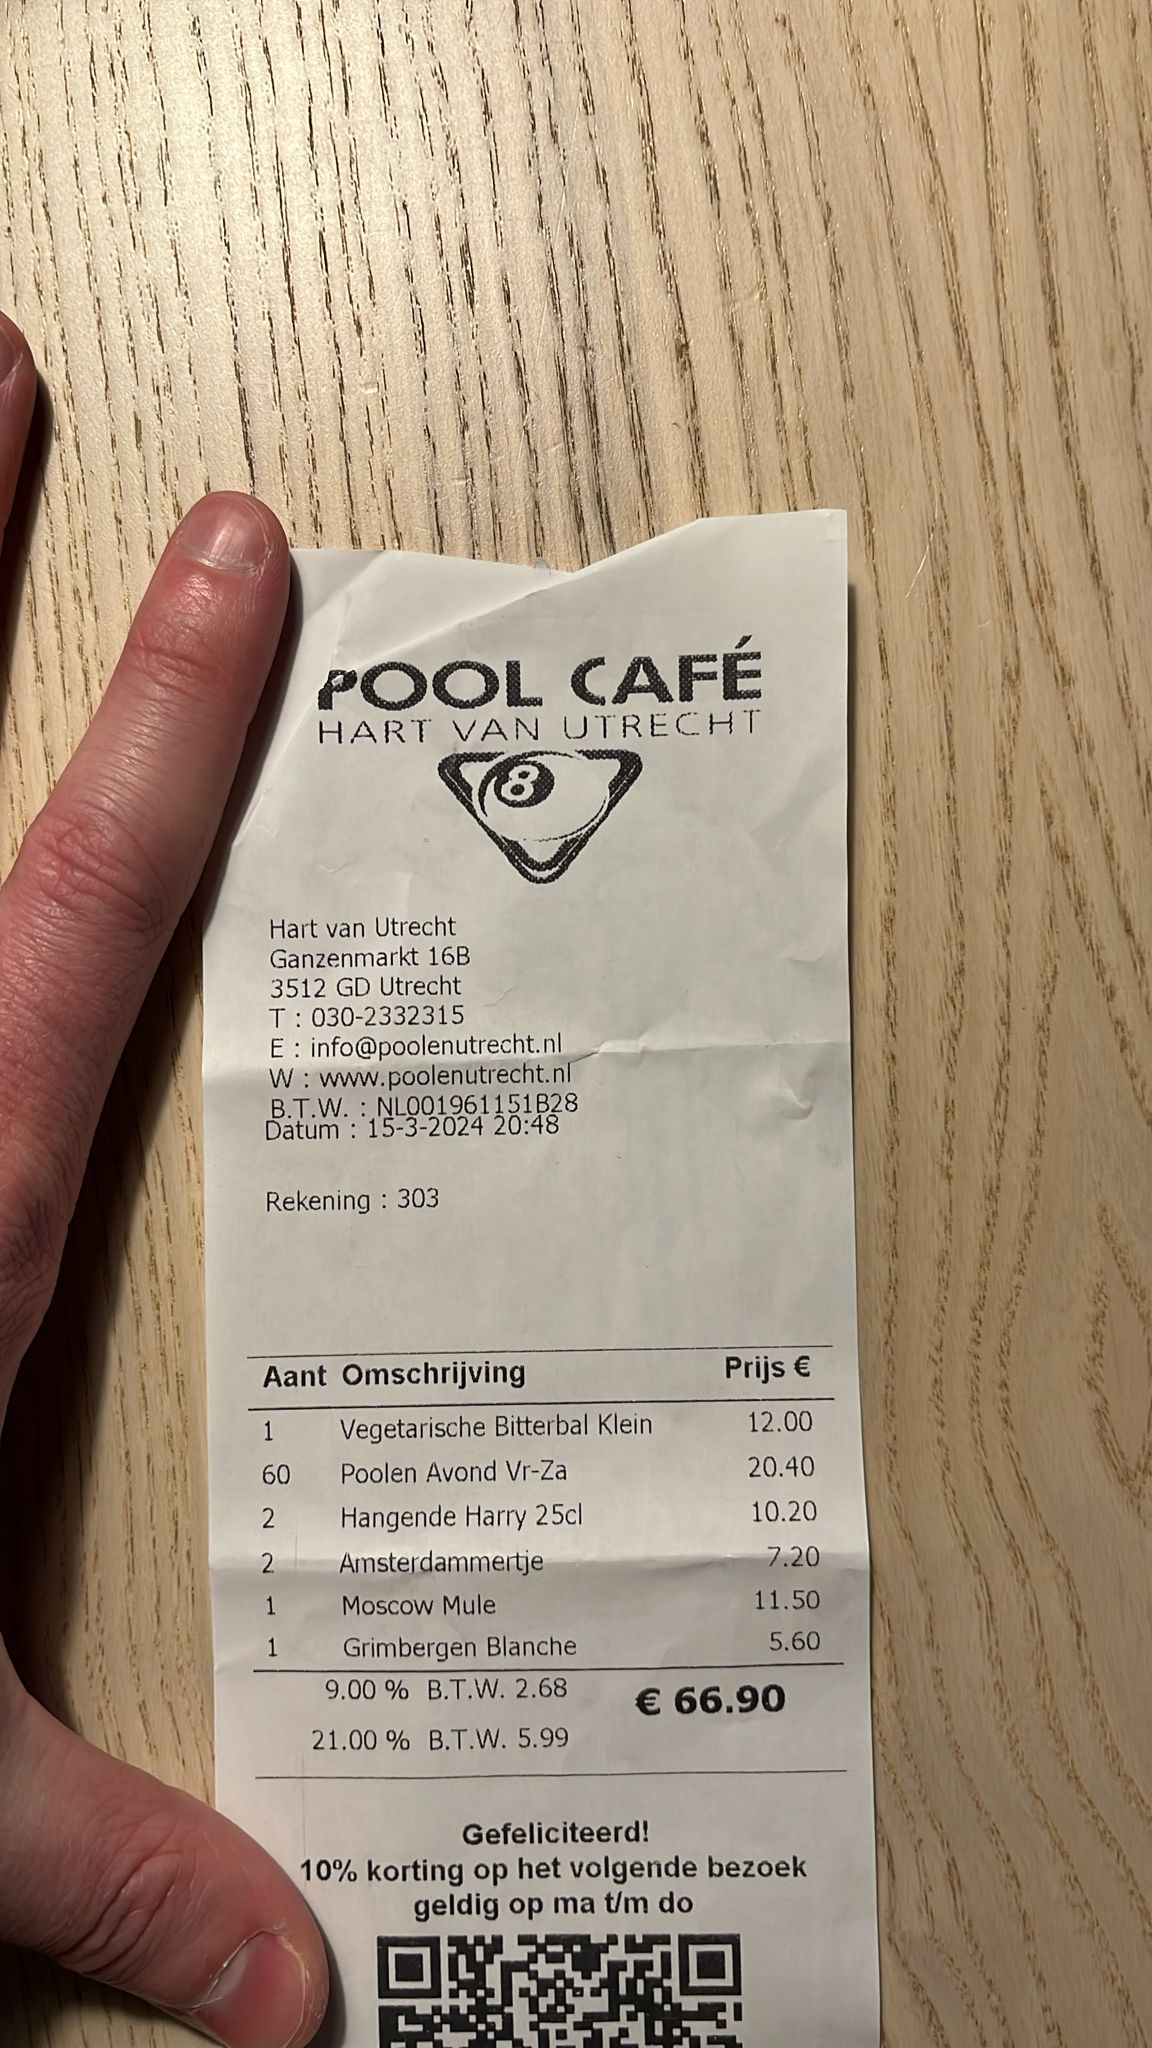 POOL CAFÉ
HART VAN UTRECHT
8
Hart van Utrecht
Ganzenmarkt 16B
3512 GD Utrecht
T : 030-2332315
E : info@poolenutrecht.nl
W : www.poolenutrecht.nl
B.T.W. : NL001961151B28
Datum : 15-3-2024 20:48
Rekening : 303
Aant Omschrijving Prijs €
1 Vegetarische Bitterbal Klein 12.00
60 Poolen Avond Vr-Za 20.40
2 Hangende Harry 25cl 10.20
2 Amsterdammertje 7.20
1 Moscow Mule 11.50
1 Grimbergen Blanche 5.60
9.00 % B.T.W. 2.68 € 66.90
21.00 % B.T.W. 5.99
Gefeliciteerd!
10% korting op het volgende bezoek
geldig op ma t/m do